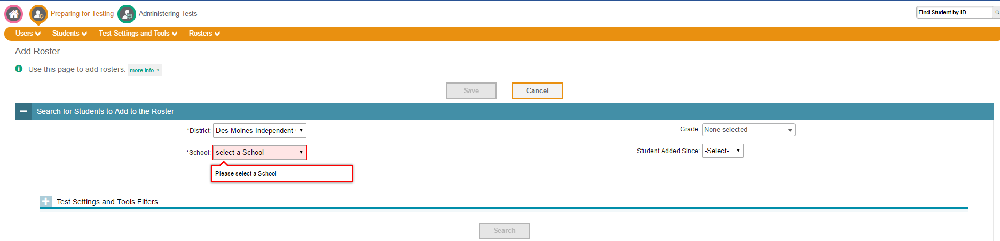 Preparing for Testing Administering Tests Find Student by ID
Users Students Test Settings and Tools Rosters
Add Roster
Use this page to add rosters. more info
Save Cancel
Search for Students to Add to the Roster
*District: Des Moines Independent Grade: None selected
*School: select a School Student Added Since: -Select-
Please select a School
Test Settings and Tools Filters
Search